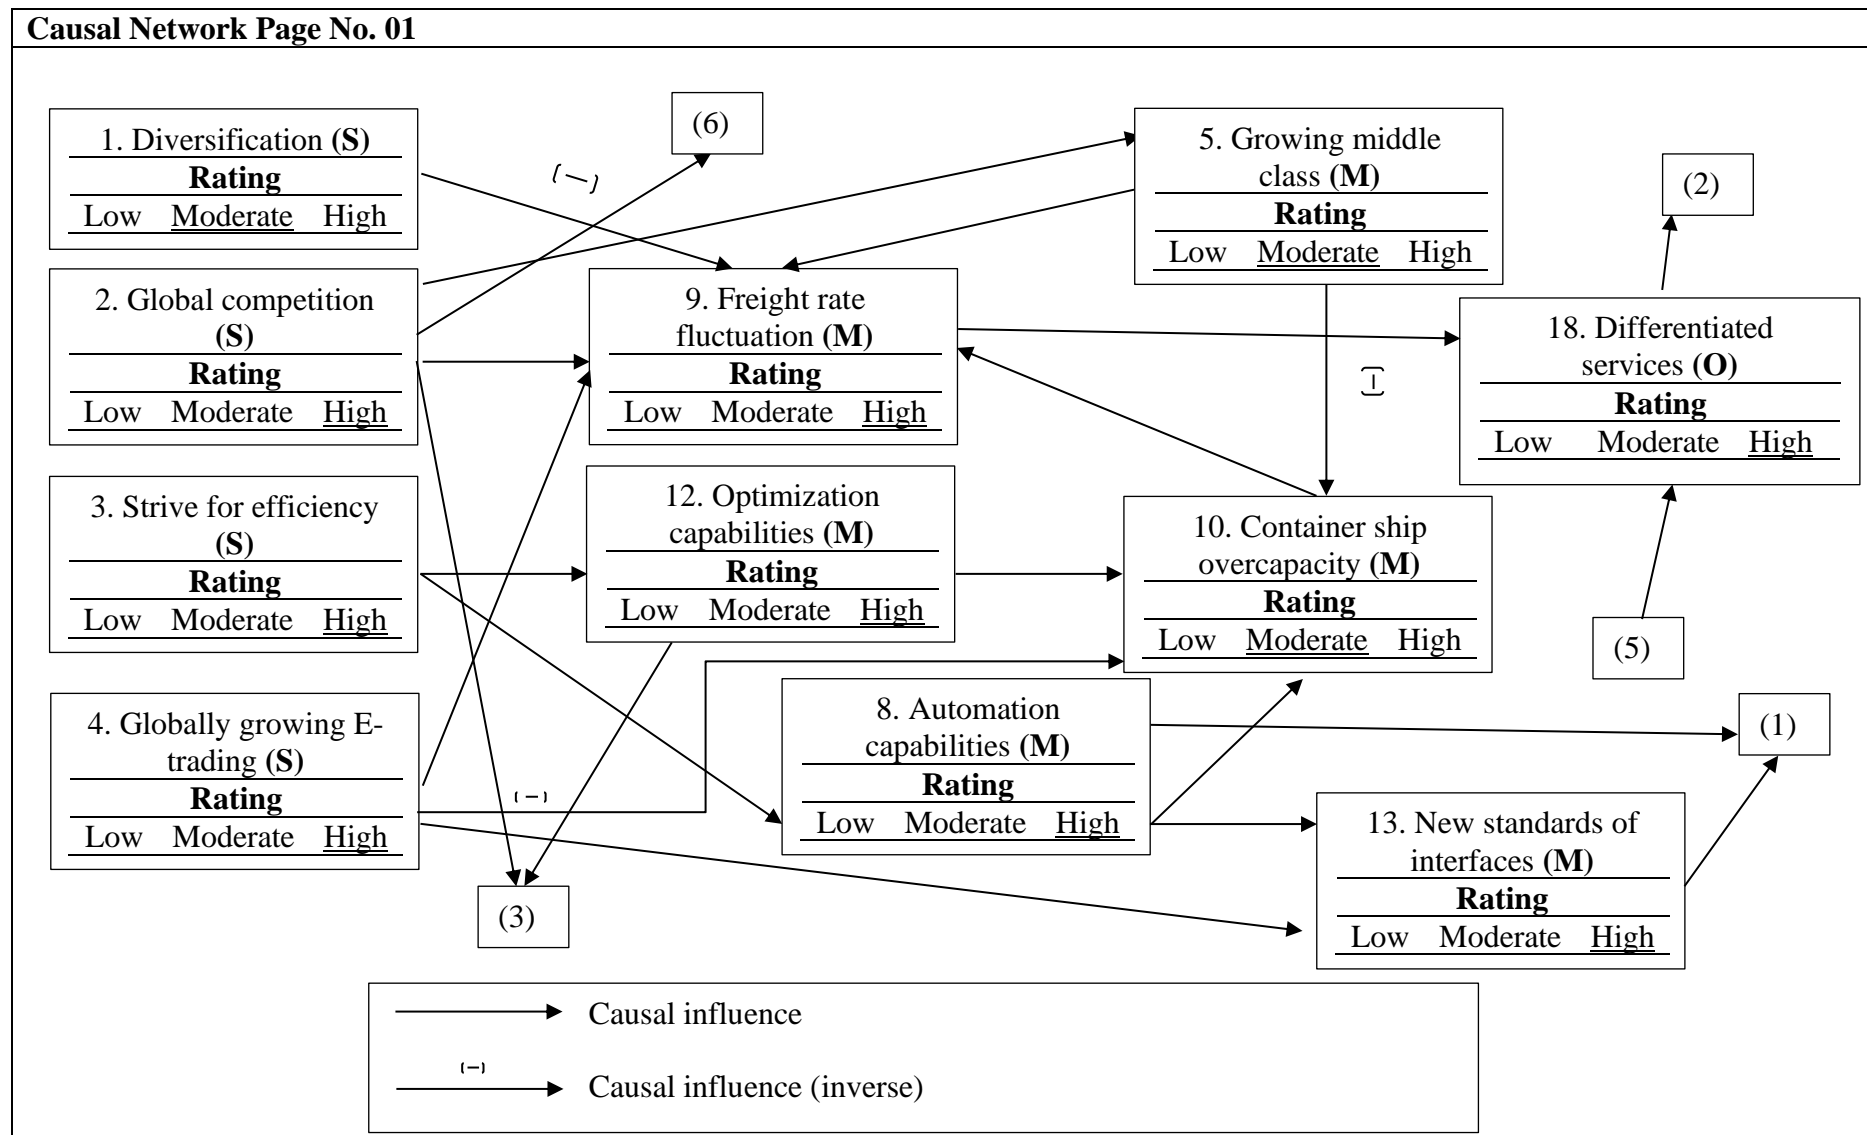 Causal Network Page No. 01
1. Diversification (S)
Rating
Low Moderate High
(6)
5. Growing middle
class (M)
Rating
Low Moderate High
(2)
2. Global competition
(S)
Rating
Low Moderate High
9. Freight rate
fluctuation (M)
Rating
Low Moderate High
18. Differentiated
services (O)
Rating
Low Moderate High
(-)
(-)
3. Strive for efficiency
(S)
Rating
Low Moderate High
12. Optimization
capabilities (M)
Rating
Low Moderate High
10. Container ship
overcapacity (M)
Rating
Low Moderate High
(5)
4. Globally growing E-
trading (S)
Rating
Low Moderate High
(-)
8. Automation
capabilities (M)
Rating
Low Moderate High
(1)
13. New standards of
interfaces (M)
Rating
Low Moderate High
(3)
Causal influence
(-)
Causal influence (inverse)